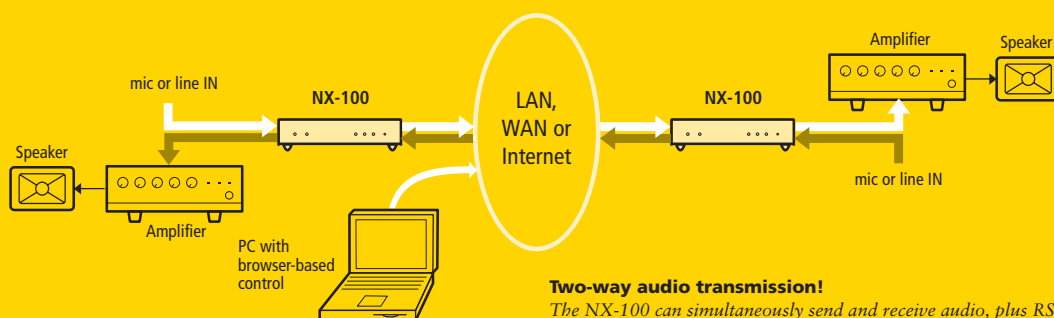 Amplifier
Speaker
mic or line IN
NX-100
LAN,
WAN or
Internet
NX-100
Speaker
mic or line IN
Amplifier
PC with
browser-based
control
Two-way audio transmission!
The NX-100 can simultaneously send and receive audio, plus RS